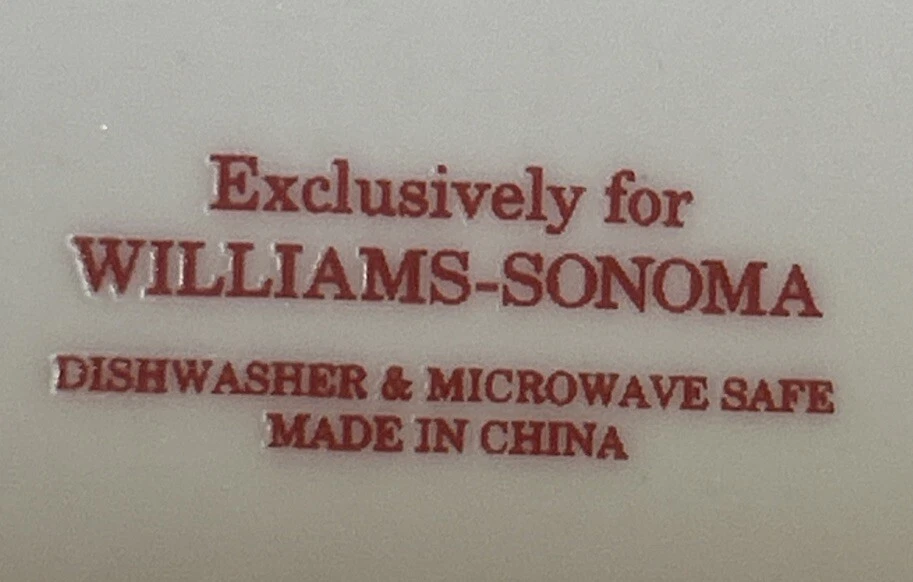 Exclusively for
WILLIAMS-SONOMA
DISHWASHER & MICROWAVE SAFE
MADE IN CHINA